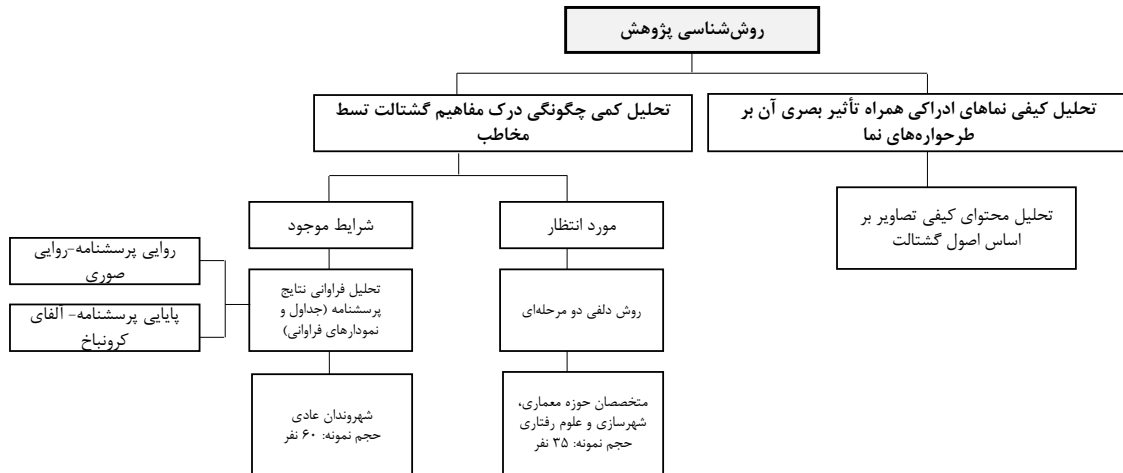 روش‌شناسی پژوهش
تحلیل کیفی نماهای ادراکی همراه تأثیر بصری آن بر
طرحواره‌های نما
تحلیل کمی چگونگی درک مفاهیم گشتالت تسط
مخاطب
تحلیل محتوای کیفی تصاویر بر
اساس اصول گشتالت
مورد انتظار
شرایط موجود
روش دلفی دو مرحله‌ای
تحلیل فراوانی نتایج
پرسشنامه (جداول و
نمودارهای فراوانی)
روایی پرسشنامه-روایی
صوری
پایایی پرسشنامه- آلفای
کرونباخ
متخصصان حوزه معماری،
شهرسازی و علوم رفتاری
حجم نمونه: ۳۵ نفر
شهروندان عادی
حجم نمونه: ۶۰ نفر